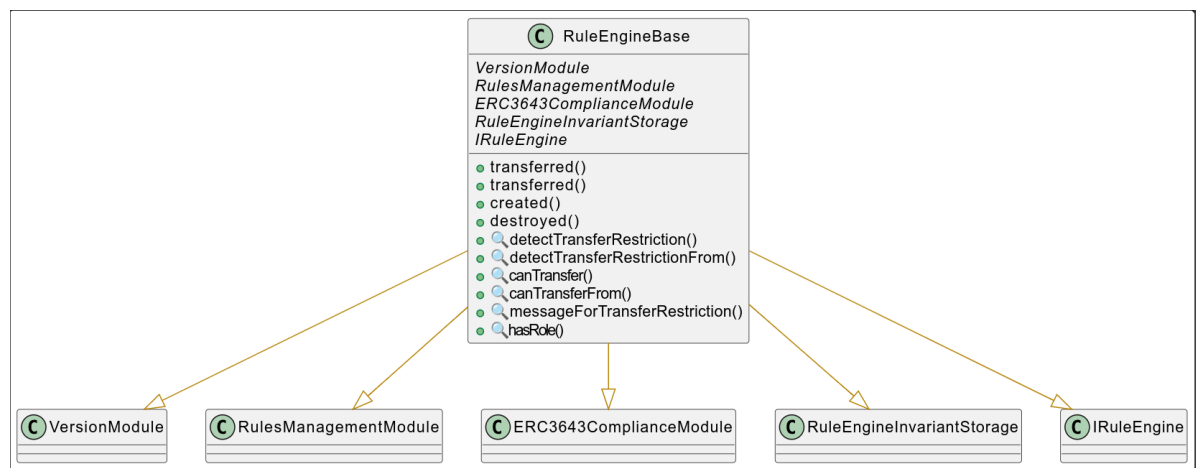 C RuleEngineBase
VersionModule
RulesManagementModule
ERC3643ComplianceModule
RuleEngineInvariantStorage
IRuleEngine
transferred()
transferred()
created()
destroyed()
🔍detectTransferRestriction()
🔍detectTransferRestrictionFrom()
🔍canTransfer()
🔍canTransferFrom()
🔍messageForTransferRestriction()
🔍hasRole()
C VersionModule
C RulesManagementModule
C ERC3643ComplianceModule
C RuleEngineInvariantStorage
C IRuleEngine